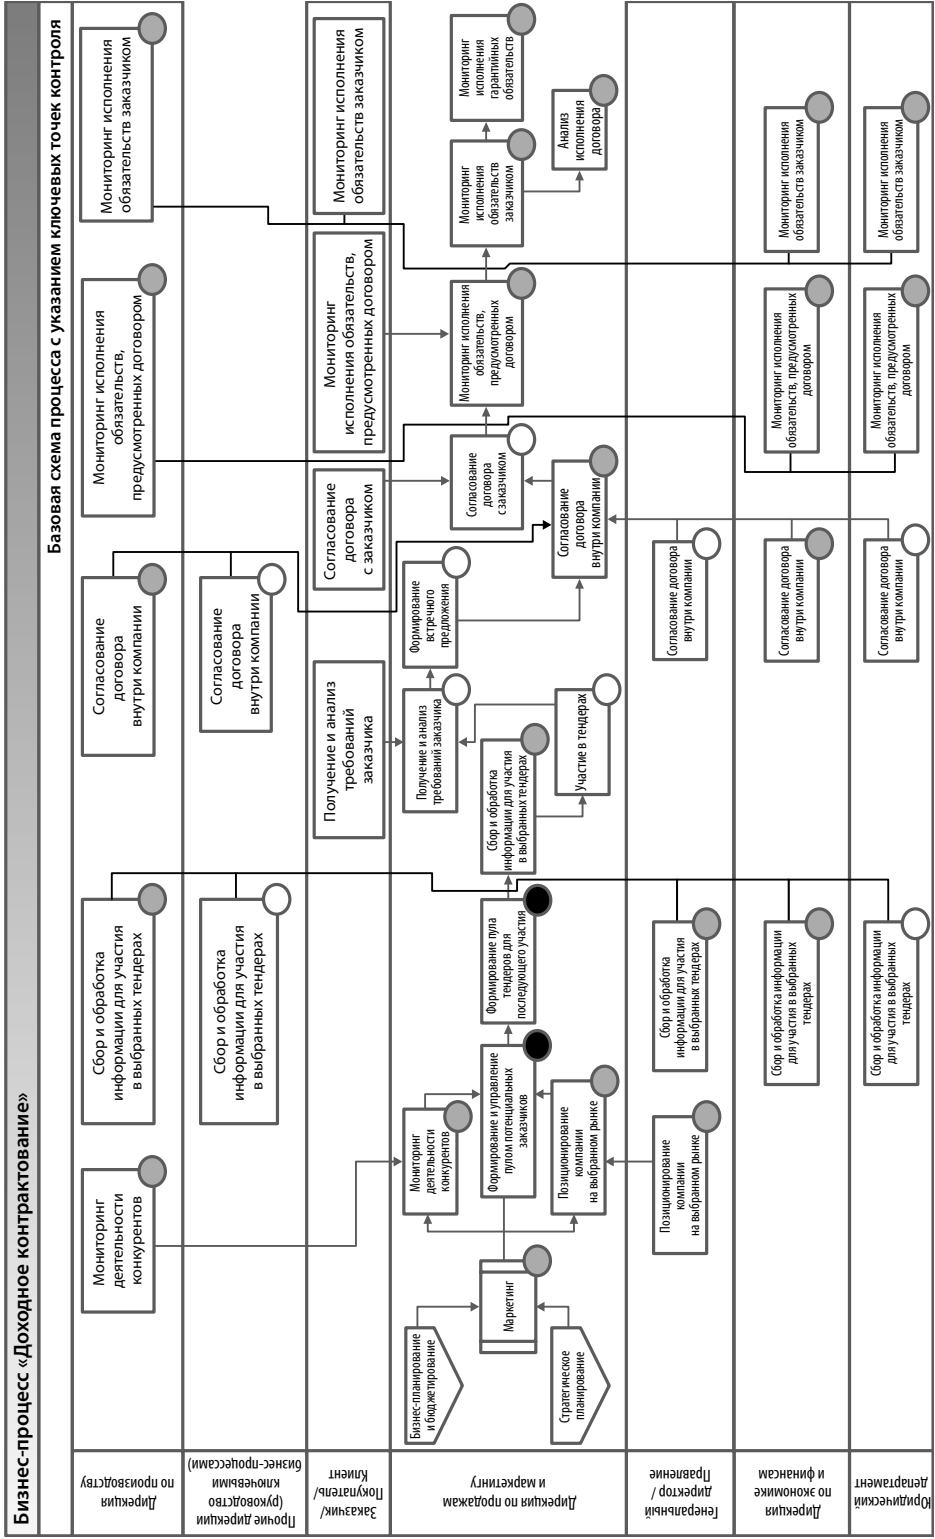 Бизнес-процесс «Доходное контрактование»
Базовая схема процесса с указанием ключевых точек контроля
Дирекция
по производству
Мониторинг
деятельности
конкурентов
Сбор и обработка
информации для участия
в выбранных тендерах
Согласование
договора
внутри компании
Мониторинг исполнения
обязательств,
предусмотренных договором
Мониторинг исполнения
обязательств заказчиком
Прочие дирекции
(руководство
ключевыми
бизнес-процессами)
Сбор и обработка
информации для участия
в выбранных тендерах
Согласование
договора
внутри компании
Заказчик/
Покупатель/
Клиент
Получение и анализ
требований
заказчика
Согласование
договора
с заказчиком
Мониторинг
исполнения обязательств,
предусмотренных договором
Мониторинг исполнения
обязательств заказчиком
Дирекция по продажам
и маркетингу
Бизнес-планирование
и бюджетирование
Стратегическое
планирование
Маркетинг
Мониторинг
деятельности
конкурентов
Формирование и управление
пулом потенциальных
заказчиков
Позиционирование
компании
на выбранном рынке
Формирование пула
тендеров для
последующего участия
Сбор и обработка
информации для участия
в выбранных тендерах
Участие в тендерах
Получение и анализ
требований заказчика
Формирование
встречного
предложения
Согласование
договора
внутри компании
Согласование
договора
с заказчиком
Мониторинг исполнения
обязательств,
предусмотренных
договором
Мониторинг
исполнения
обязательств
заказчиком
Мониторинг
исполнения
гарантийных
обязательств
Анализ
исполнения
договора
Генеральный
директор /
Правление
Позиционирование
компании
на выбранном рынке
Сбор и обработка
информации для участия
в выбранных тендерах
Согласование договора
внутри компании
Дирекция
по экономике
и финансам
Сбор и обработка информации
для участия в выбранных
тендерах
Согласование договора
внутри компании
Мониторинг исполнения
обязательств, предусмотренных
договором
Мониторинг исполнения
обязательств заказчиком
Юридический
департамент
Сбор и обработка информации
для участия в выбранных
тендерах
Согласование договора
внутри компании
Мониторинг исполнения
обязательств, предусмотренных
договором
Мониторинг исполнения
обязательств заказчиком